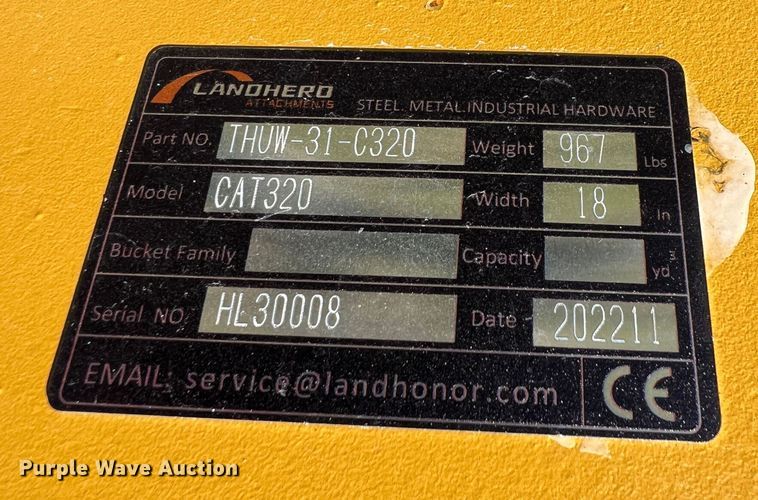 LANDHERO
ATTACHMENTS STEEL. METAL INDUSTRIAL HARDWARE
Part NO. THUW-31-C320 Weight 967 Lbs
Model CAT320 Width 18 In
Bucket Family Capacity yd³
Serial NO. HL30008 Date 202211
EMAIL: service@landhonor.com CE
Purple Wave Auction